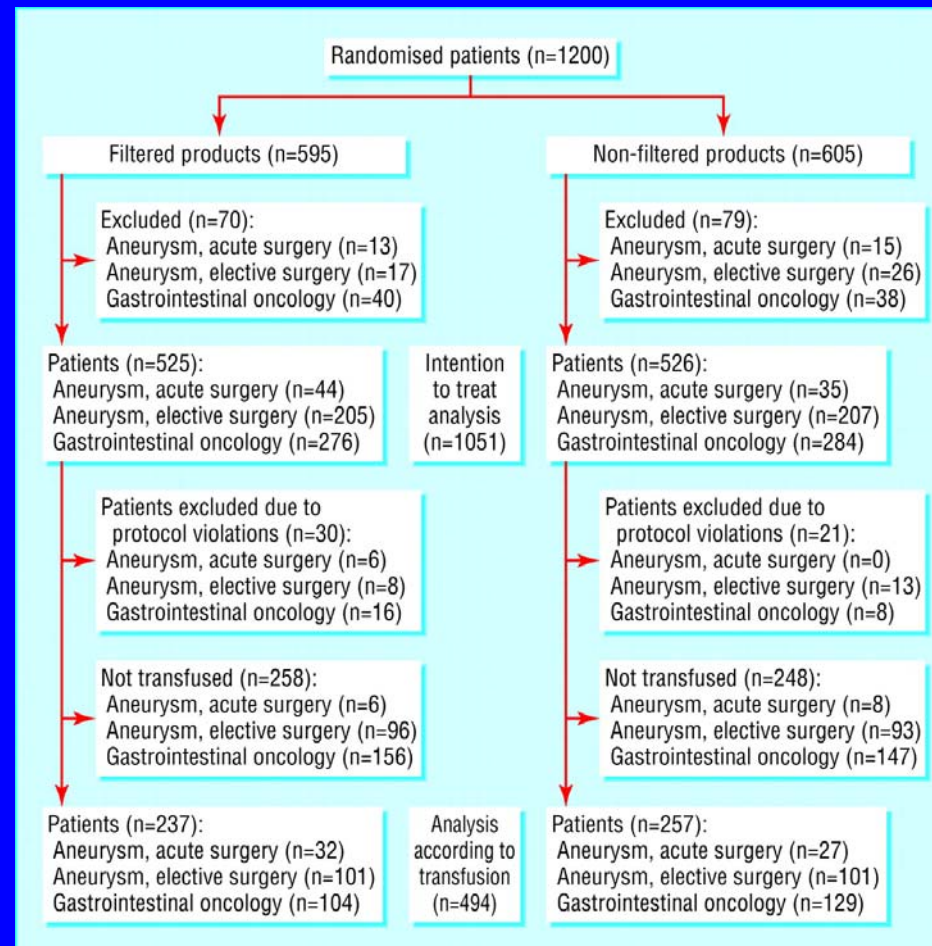 Randomised patients (n=1200)
Filtered products (n=595)
Non-filtered products (n=605)
Excluded (n=70):
Aneurysm, acute surgery (n=13)
Aneurysm, elective surgery (n=17)
Gastrointestinal oncology (n=40)
Excluded (n=79):
Aneurysm, acute surgery (n=15)
Aneurysm, elective surgery (n=26)
Gastrointestinal oncology (n=38)
Patients (n=525):
Aneurysm, acute surgery (n=44)
Aneurysm, elective surgery (n=205)
Gastrointestinal oncology (n=276)
Intention
to treat
analysis
(n=1051)
Patients (n=526):
Aneurysm, acute surgery (n=35)
Aneurysm, elective surgery (n=207)
Gastrointestinal oncology (n=284)
Patients excluded due to
protocol violations (n=30):
Aneurysm, acute surgery (n=6)
Aneurysm, elective surgery (n=8)
Gastrointestinal oncology (n=16)
Patients excluded due to
protocol violations (n=21):
Aneurysm, acute surgery (n=0)
Aneurysm, elective surgery (n=13)
Gastrointestinal oncology (n=8)
Not transfused (n=258):
Aneurysm, acute surgery (n=6)
Aneurysm, elective surgery (n=96)
Gastrointestinal oncology (n=156)
Not transfused (n=248):
Aneurysm, acute surgery (n=8)
Aneurysm, elective surgery (n=93)
Gastrointestinal oncology (n=147)
Patients (n=237):
Aneurysm, acute surgery (n=32)
Aneurysm, elective surgery (n=101)
Gastrointestinal oncology (n=104)
Analysis
according to
transfusion
(n=494)
Patients (n=257):
Aneurysm, acute surgery (n=27)
Aneurysm, elective surgery (n=101)
Gastrointestinal oncology (n=129)